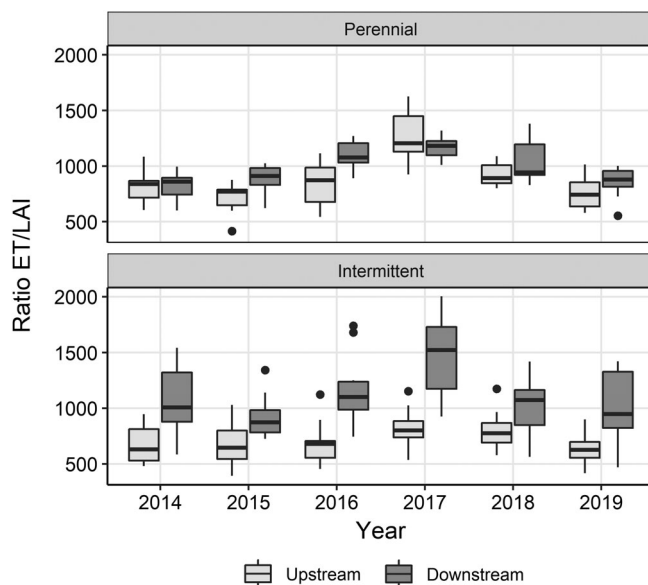 Perennial
2000
1500
1000
500
Ratio ET/LAI
Intermittent
2000
1500
1000
500
2014 2015 2016 2017 2018 2019
Year
Upstream Downstream